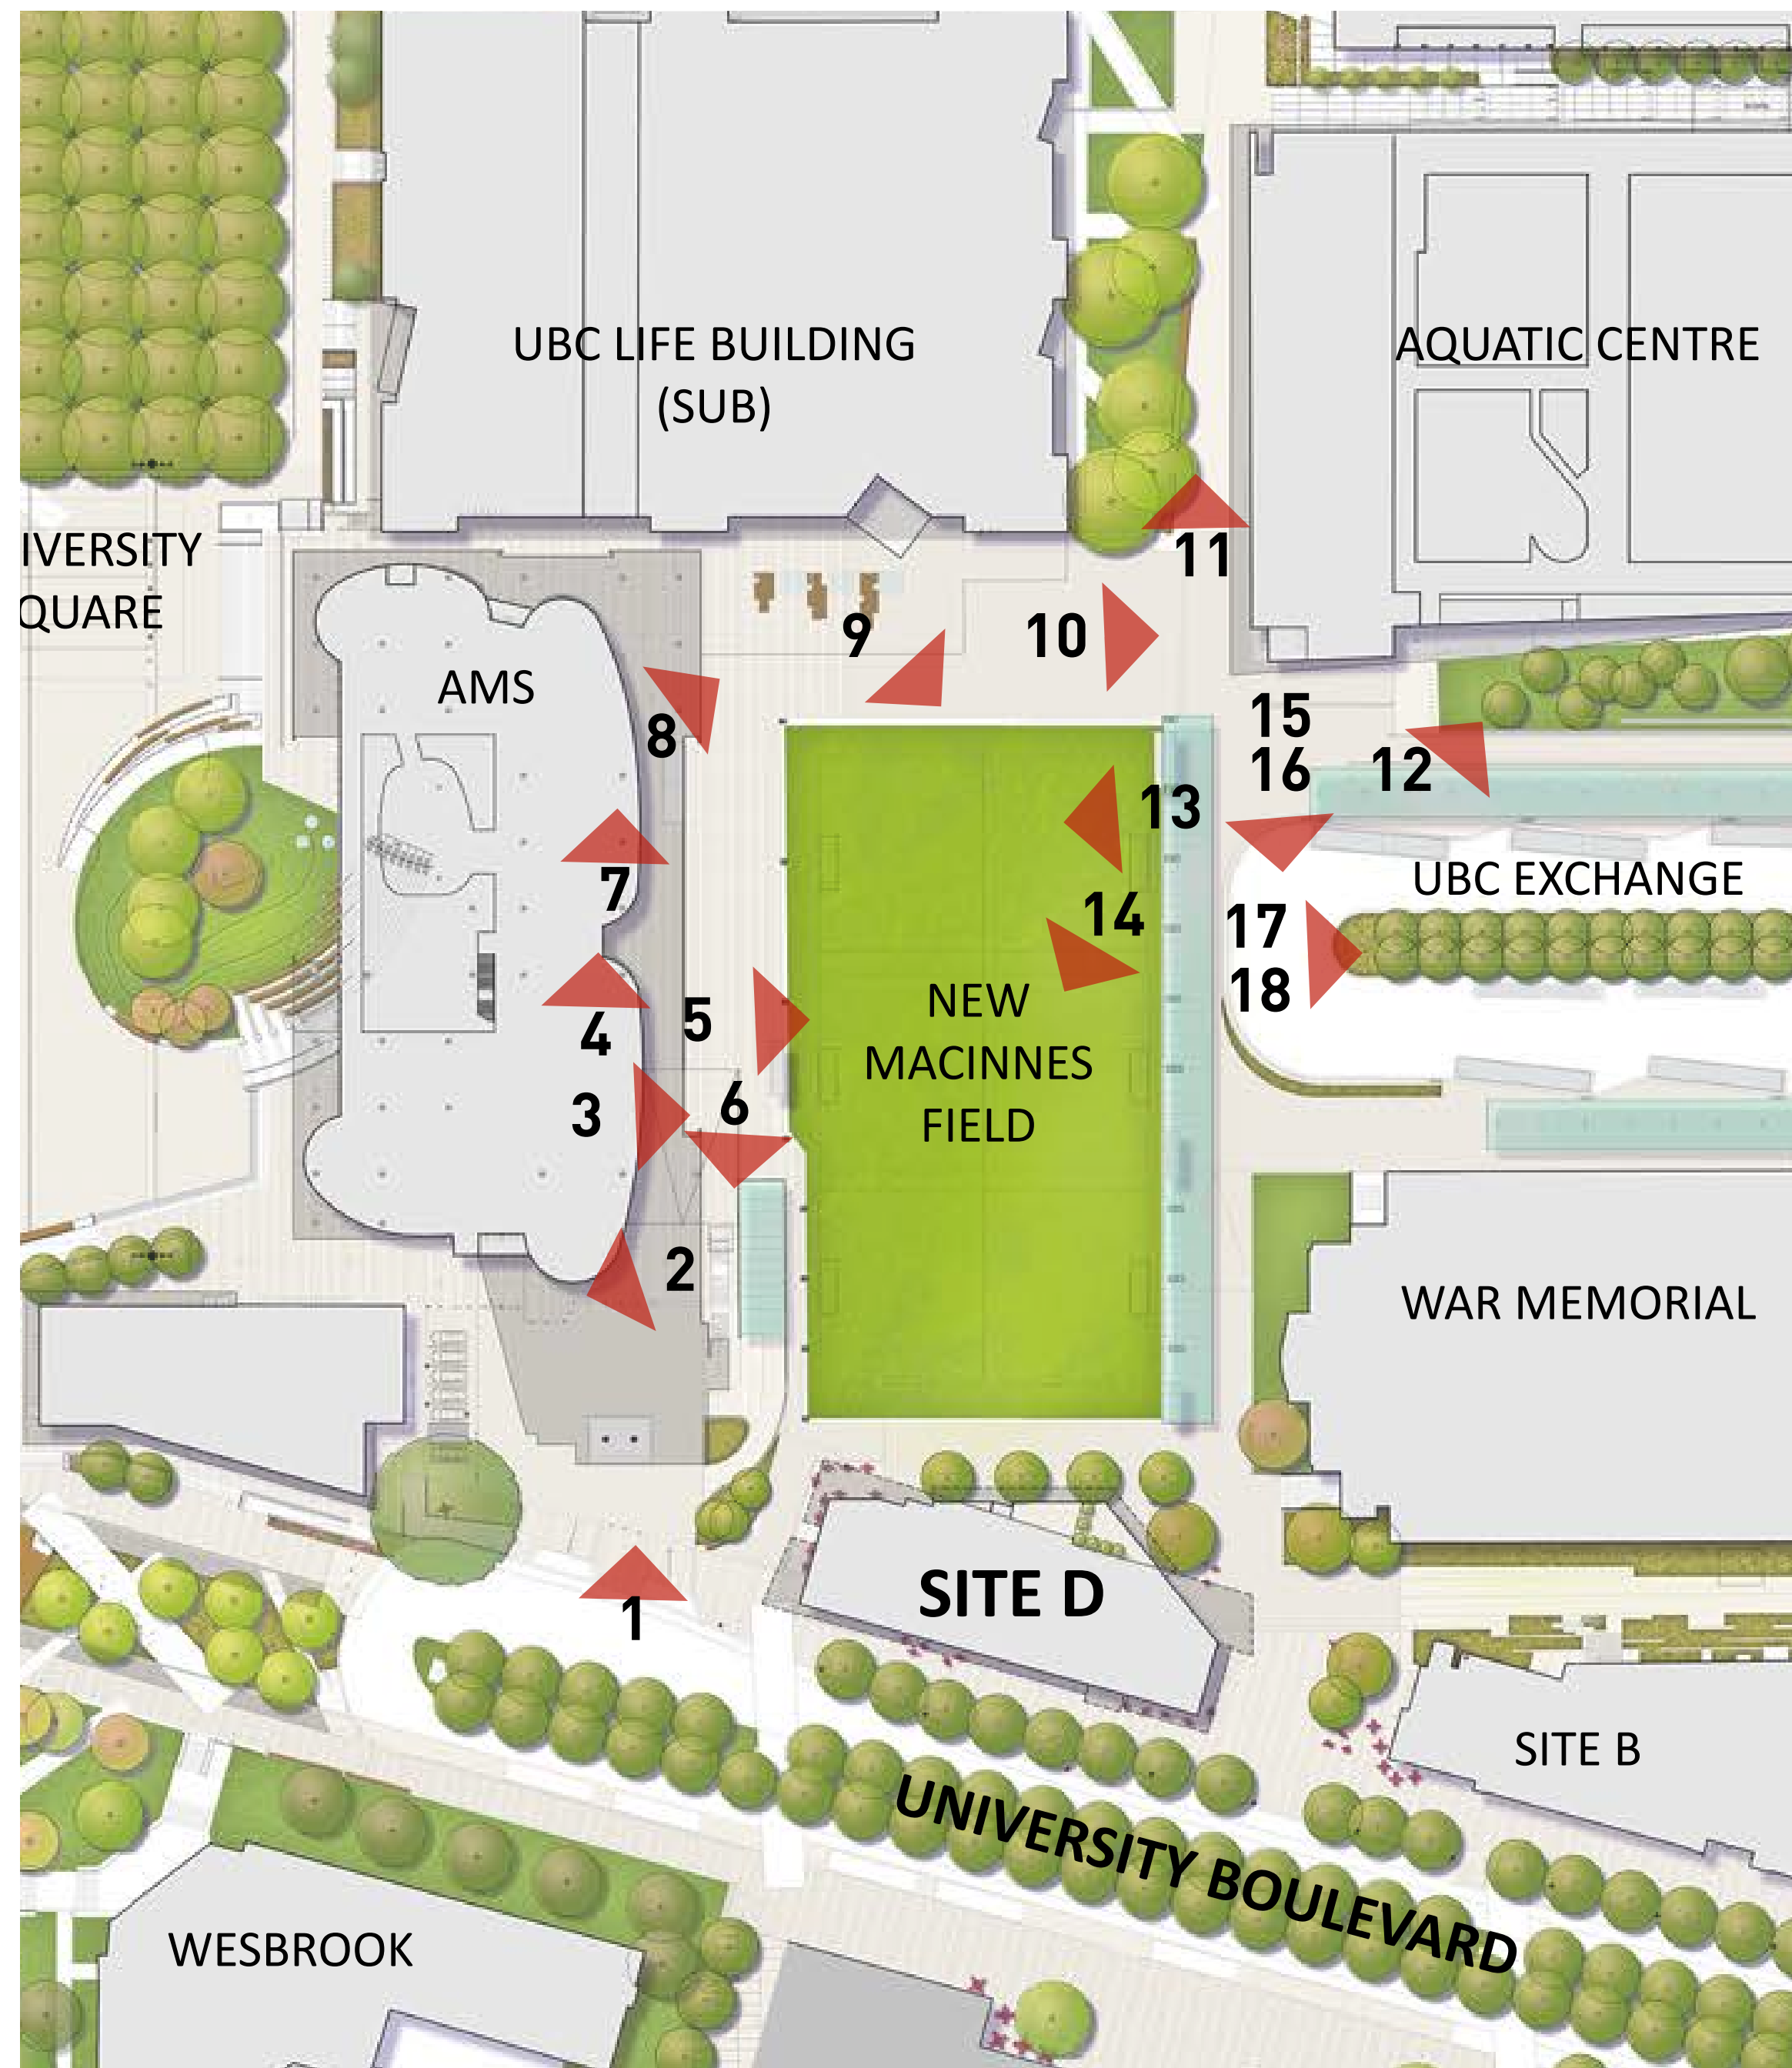 UBC LIFE BUILDING
(SUB)
AQUATIC CENTRE
IVERSITY
QUARE
11
9
10
AMS
8
15
16
12
13
7
UBC EXCHANGE
14
17
18
5
4
NEW
MACINNES
FIELD
3
6
2
WAR MEMORIAL
1
SITE D
SITE B
UNIVERSITY BOULEVARD
WESBROOK